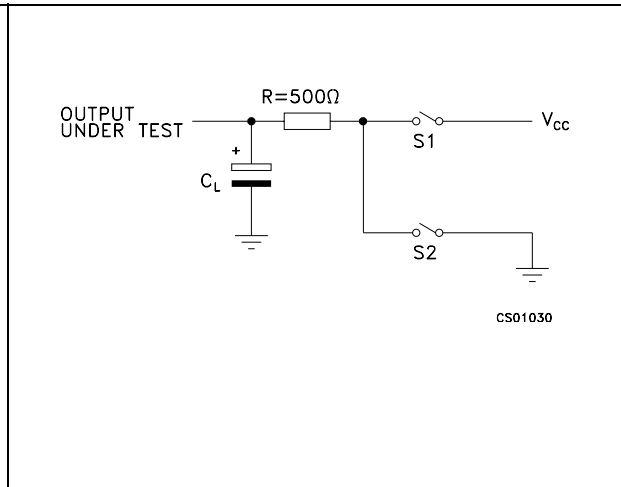 R=500Ω
OUTPUT
UNDER TEST
+
CL
S1
VCC
S2
CS01030